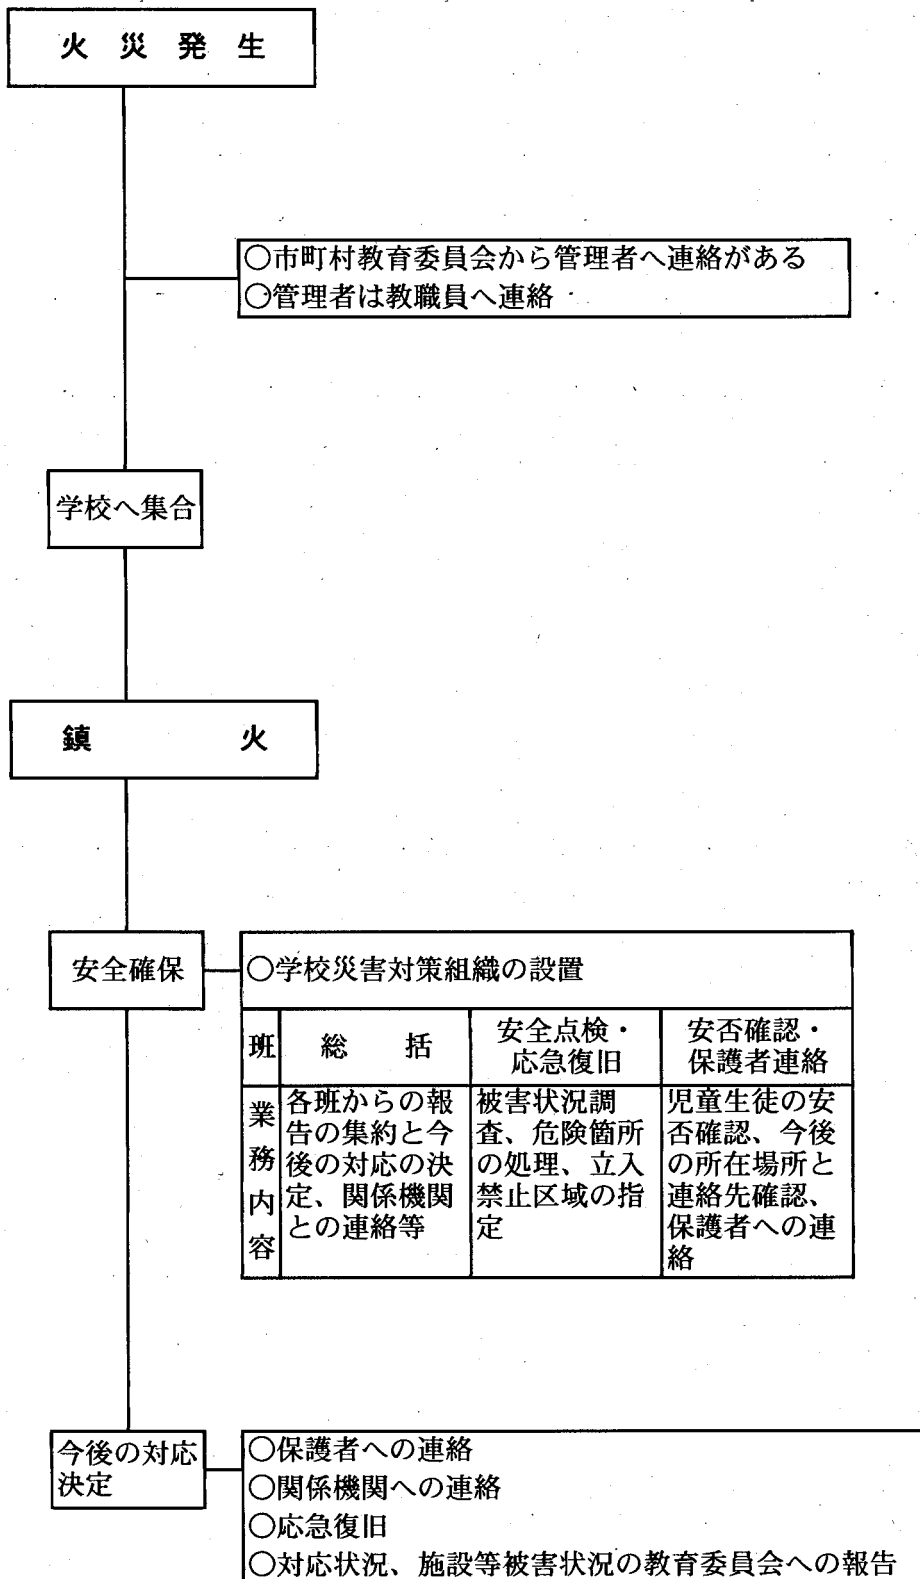 火災発生
○市町村教育委員会から管理者へ連絡がある
○管理者は教職員へ連絡
学校へ集合
鎮火
安全確保
○学校災害対策組織の設置
班
総括
安全点検・
応急復旧
安否確認・
保護者連絡
業務内容
各班からの報
告の集約と今
後の対応の決
定、関係機関
との連絡等
被害状況調
査、危険箇所
の処理、立入
禁止区域の指
定
児童生徒の安
否確認、今後
の所在場所と
連絡先確認、
保護者への連
絡
今後の対応
決定
○保護者への連絡
○関係機関への連絡
○応急復旧
○対応状況、施設等被害状況の教育委員会への報告